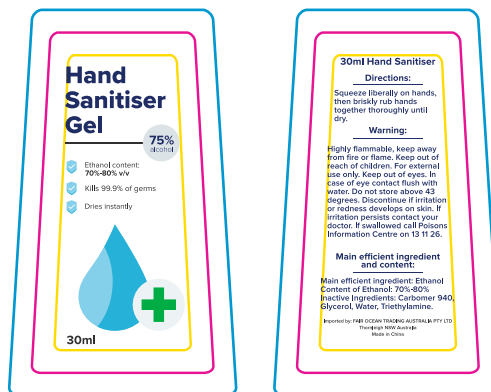 Hand
Sanitiser
Gel
75%
alcohol
Ethanol content:
70%-80% v/v
Kills 99.9% of germs
Dries instantly
30ml
30ml Hand Sanitiser
Directions:
Squeeze liberally on hands,
then briskly rub hands
together thoroughly until
dry.
Warning:
Highly flammable, keep away
from fire or flame. Keep out of
reach of children. For external
use only. Keep out of eyes. In
case of eye contact flush with
water. Do not store above 43
degrees. Discontinue if irritation
or redness develops on skin. If
irritation persists contact your
doctor. If swallowed call Poisons
Information Centre on 13 11 26.
Main efficient ingredient
and content:
Main efficient ingredient: Ethanol
Content of Ethanol: 70%-80%
Inactive Ingredients: Carbomer 940,
Glycerol, Water, Triethylamine.
Imported by: FAIR OCEAN TRADING AUSTRALIA PTY LTD
Thornleigh NSW Australia
Made in China